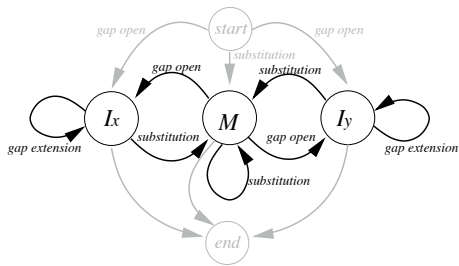 start
gap open
gap open
substitution
gap open
substitution
Ix
M
Iy
substitution
gap open
gap extension
gap extension
substitution
end